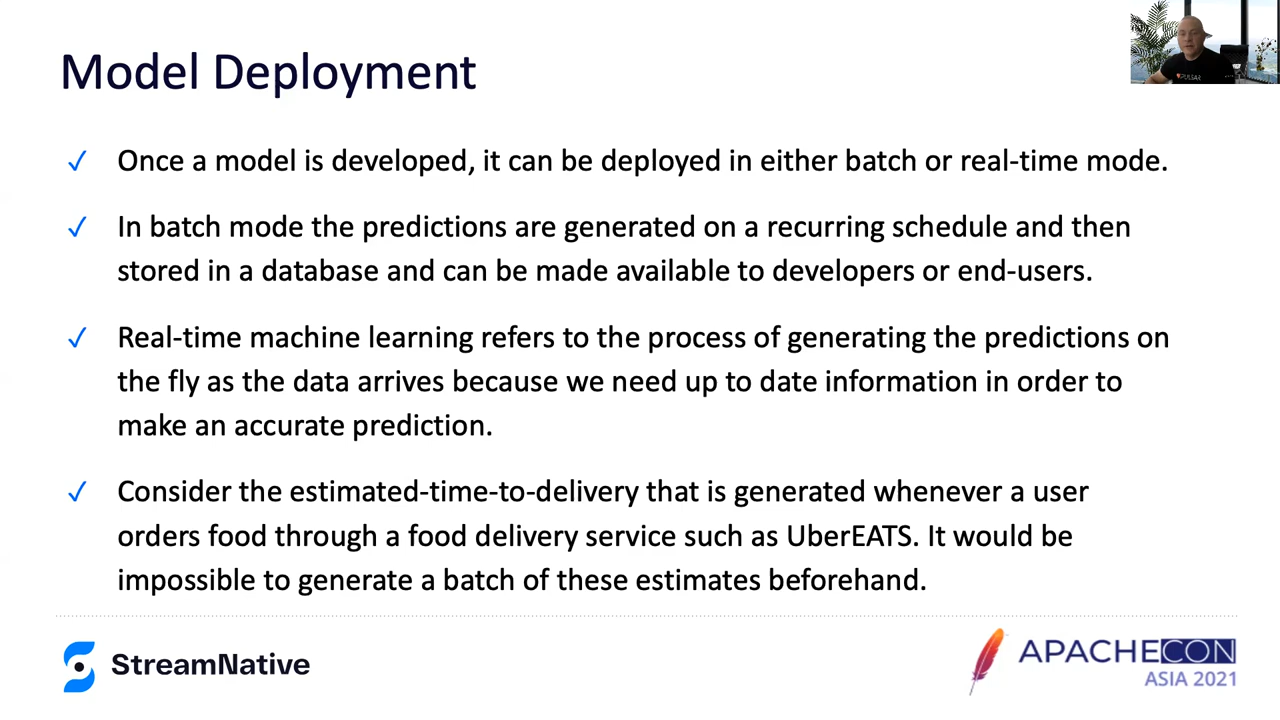 Model Deployment
PULSAR
✓ Once a model is developed, it can be deployed in either batch or real-time mode.
✓ In batch mode the predictions are generated on a recurring schedule and then
stored in a database and can be made available to developers or end-users.
✓ Real-time machine learning refers to the process of generating the predictions on
the fly as the data arrives because we need up to date information in order to
make an accurate prediction.
✓ Consider the estimated-time-to-delivery that is generated whenever a user
orders food through a food delivery service such as UberEATS. It would be
impossible to generate a batch of these estimates beforehand.
StreamNative
APACHECON
ASIA 2021